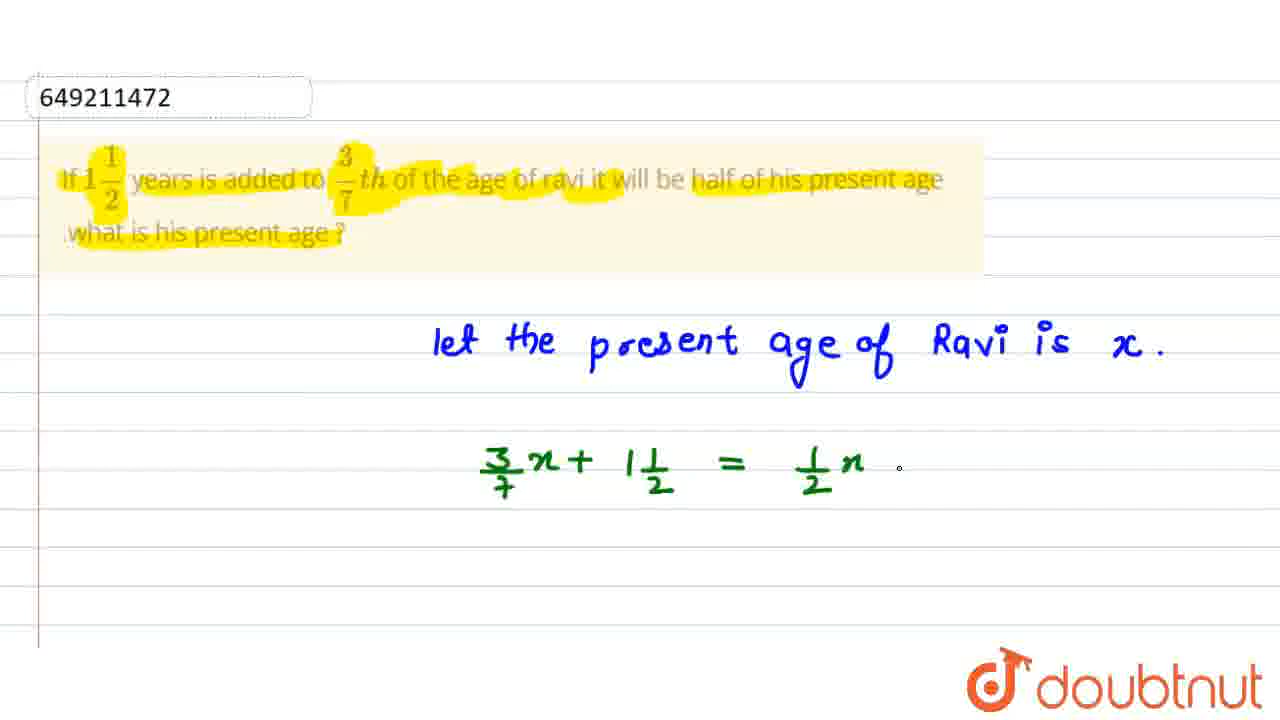 649211472
If 1 1/2 years is added to 3/7 th of the age of ravi it will be half of his present age
.what is his present age ?
let the present age of Ravi is x .
3/7 x + 1 1/2 = 1/2 x
doubtnut